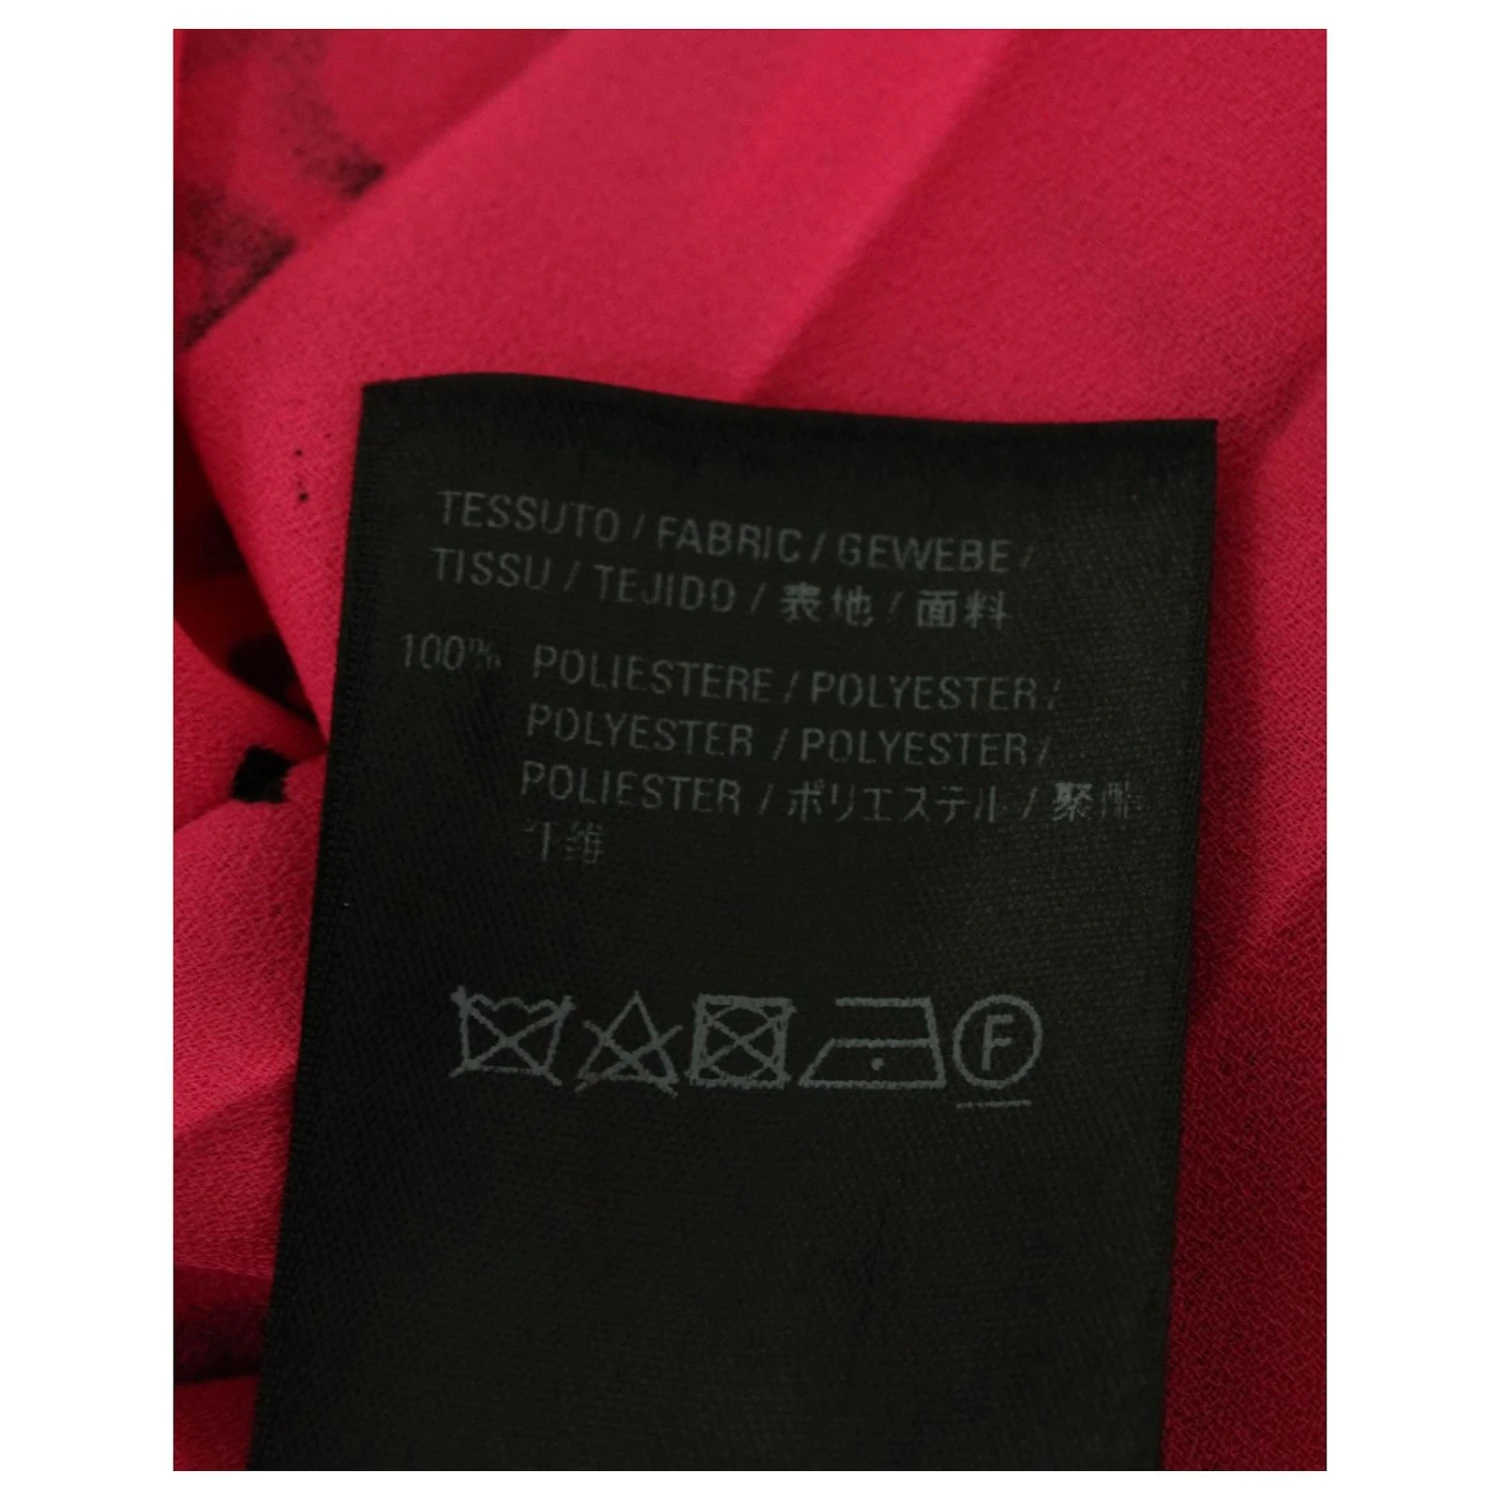 TESSUTO / FABRIC / GEWEBE /
TISSU / TEJIDO / 表地 / 面料
100% POLIESTERE / POLYESTER /
POLYESTER / POLYESTER /
POLIESTER / ポリエステル / 聚酯
维
F